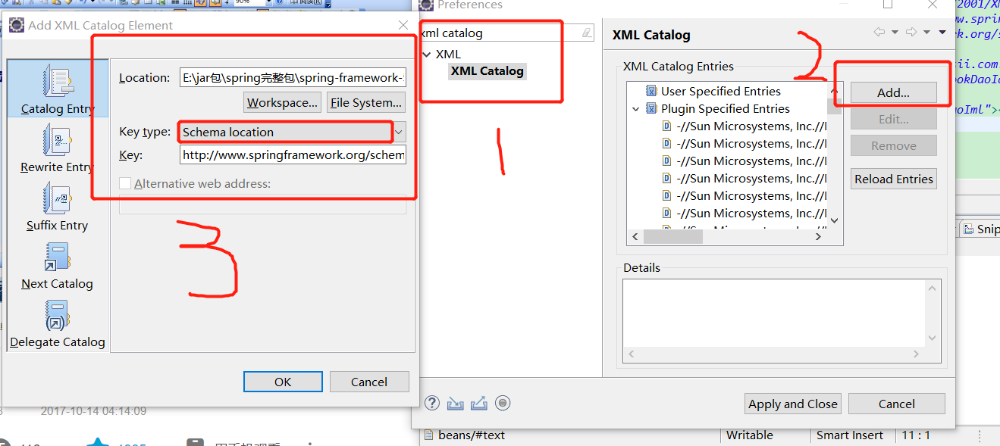 90%
Add XML Catalog Element
Catalog Entry
Rewrite Entry
Suffix Entry
Next Catalog
Delegate Catalog
Location: E:\jar包\spring完整包\spring-framework-
Workspace... File System...
Key type: Schema location
Key: http://www.springframework.org/schem
Alternative web address:
3
OK Cancel
2017-10-14 04:14:09
Preferences
xml catalog
XML
XML Catalog
1
XML Catalog
2
XML Catalog Entries
User Specified Entries
Plugin Specified Entries
-//Sun Microsystems, Inc.//
-//Sun Microsystems, Inc.//
-//Sun Microsystems, Inc.//
-//Sun Microsystems, Inc.//
-//Sun Microsystems, Inc.//
-//Sun Microsystems, Inc.//
Add...
Edit...
Remove
Reload Entries
Details
Apply and Close Cancel
2001/XM
w.sprin
k.org/s
ii.com.
ookDaoI
oIml">
Snip
beans/#text
Writable
Smart Insert
11 : 1